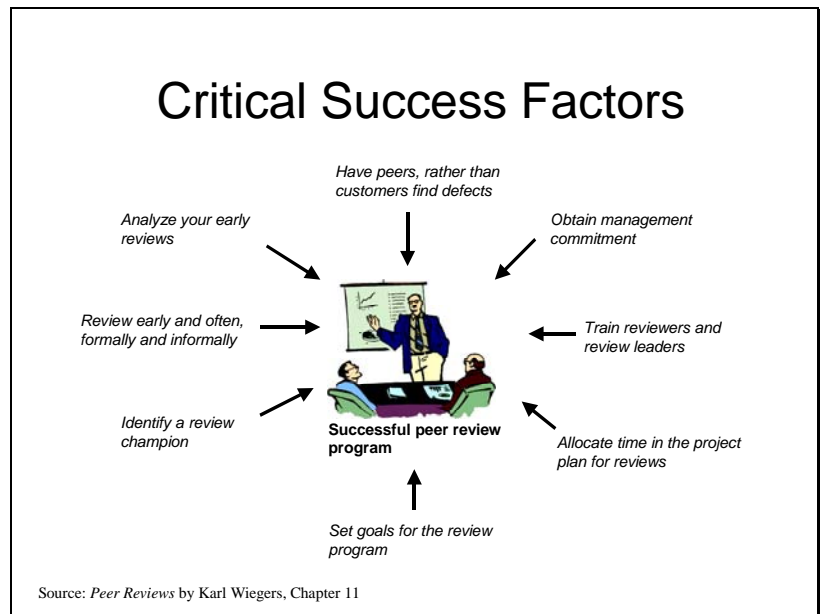 Critical Success Factors
Have peers, rather than
customers find defects
Analyze your early
reviews
Obtain management
commitment
Review early and often,
formally and informally
Train reviewers and
review leaders
Identify a review
champion
Successful peer review
program
Allocate time in the project
plan for reviews
Set goals for the review
program
Source: Peer Reviews by Karl Wiegers, Chapter 11